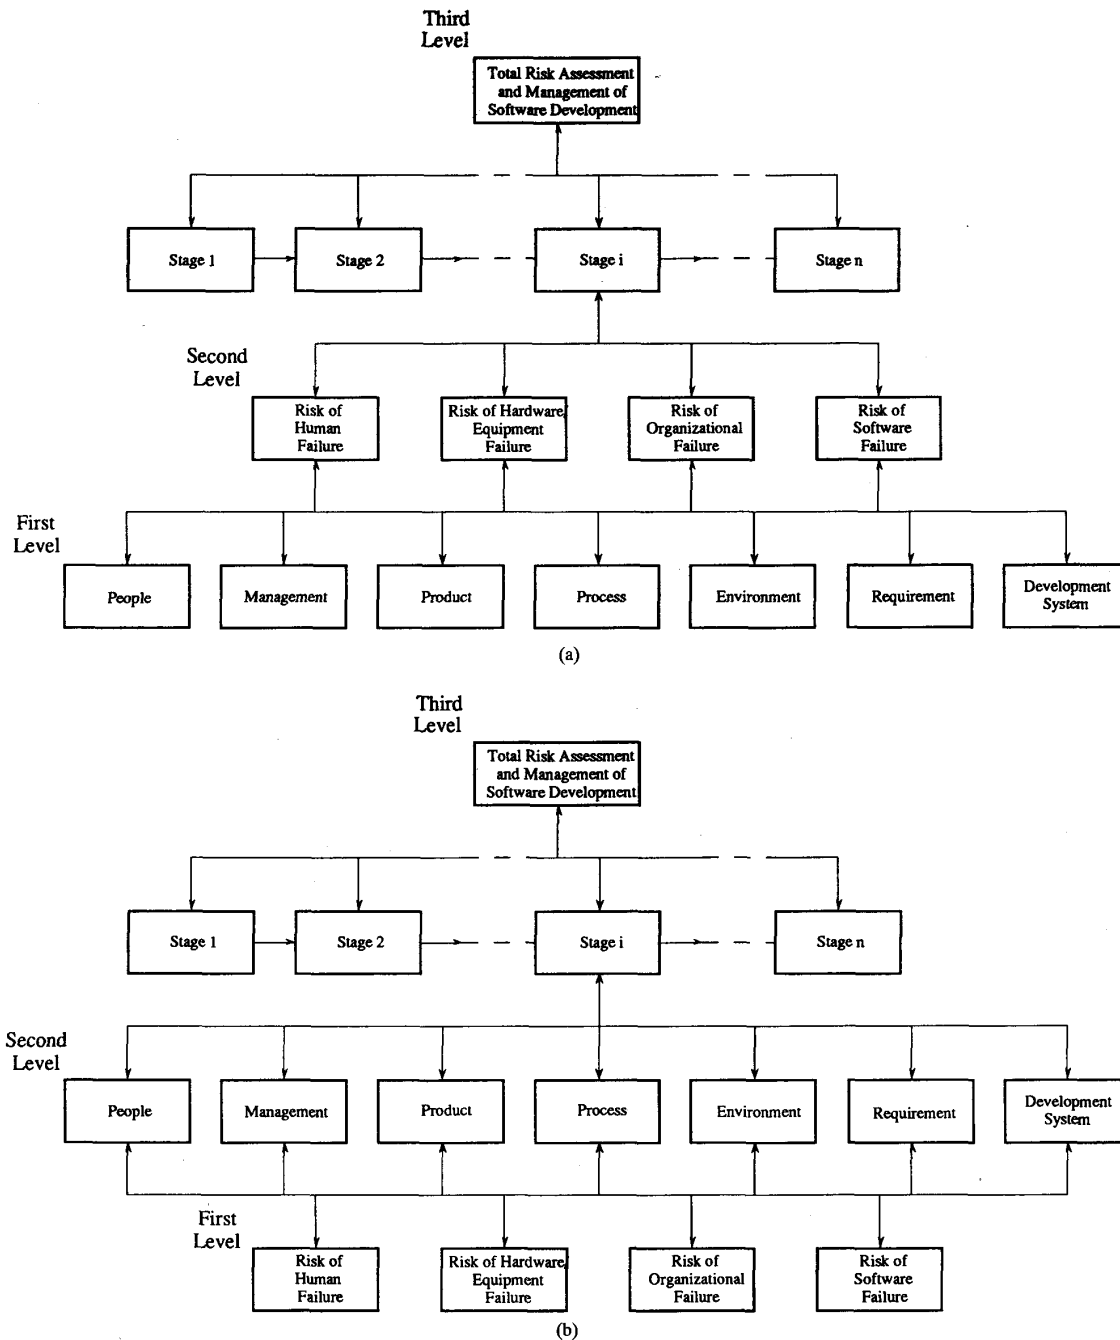 Third
Level
Total Risk Assessment
and Management of
Software Development
Stage 1
Stage 2
Stage i
Stage n
Second
Level
Risk of
Human
Failure
Risk of Hardware/
Equipment
Failure
Risk of
Organizational
Failure
Risk of
Software
Failure
First
Level
People
Management
Product
Process
Environment
Requirement
Development
System
(a)
Third
Level
Total Risk Assessment
and Management of
Software Development
Stage 1
Stage 2
Stage i
Stage n
Second
Level
People
Management
Product
Process
Environment
Requirement
Development
System
First
Level
Risk of
Human
Failure
Risk of Hardware/
Equipment
Failure
Risk of
Organizational
Failure
Risk of
Software
Failure
(b)